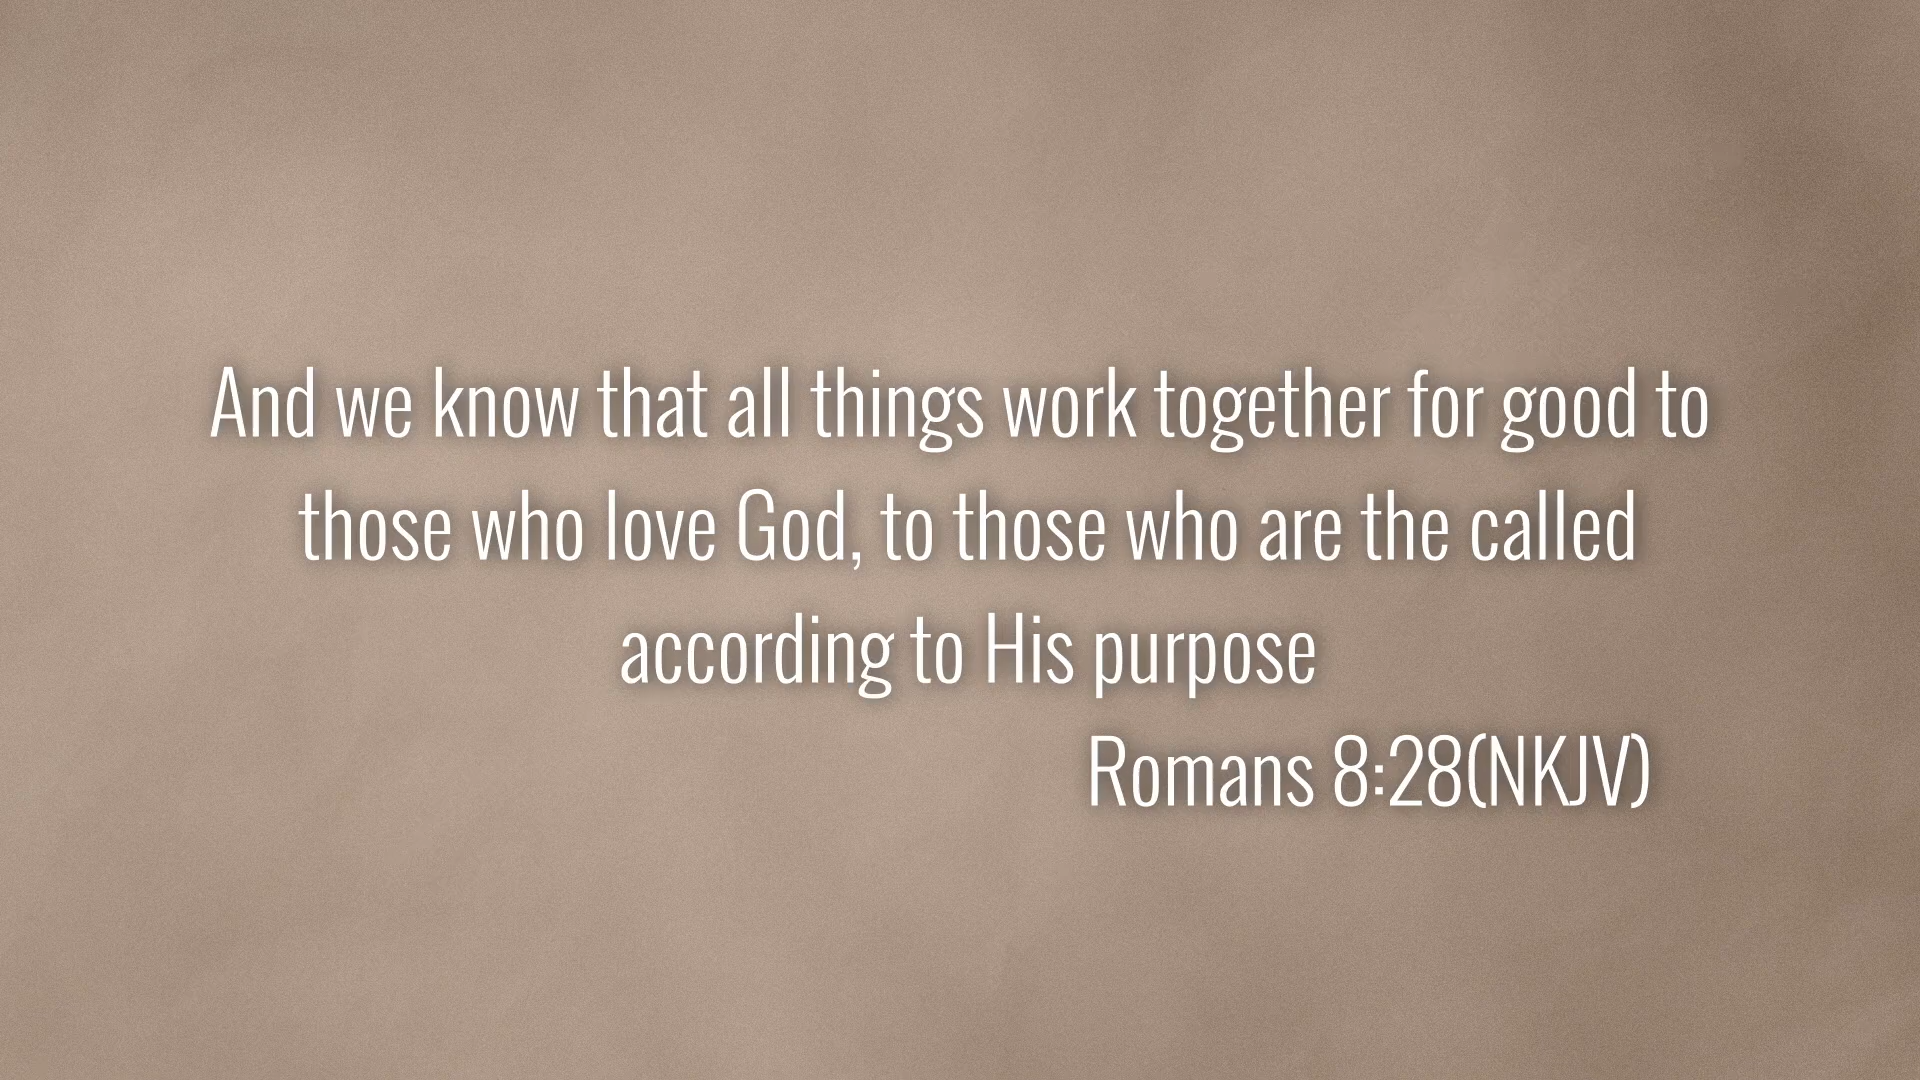 And we know that all things work together for good to
those who love God, to those who are the called
according to His purpose
Romans 8:28(NKJV)